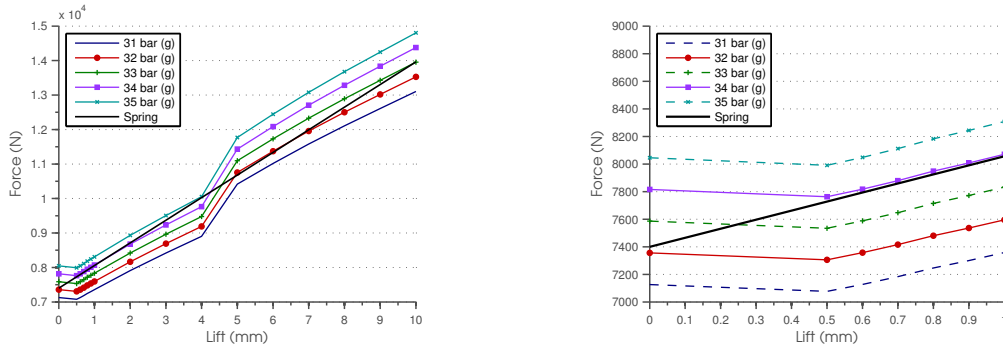 x 10⁴
1.5
1.4
1.3
1.2
1.1
1
0.9
0.8
0.7
0 1 2 3 4 5 6 7 8 9 10
Force (N)
Lift (mm)
31 bar (g)
32 bar (g)
33 bar (g)
34 bar (g)
35 bar (g)
Spring
9000
8800
8600
8400
8200
8000
7800
7600
7400
7200
7000
0 0.1 0.2 0.3 0.4 0.5 0.6 0.7 0.8 0.9 1
Force (N)
Lift (mm)
31 bar (g)
32 bar (g)
33 bar (g)
34 bar (g)
35 bar (g)
Spring